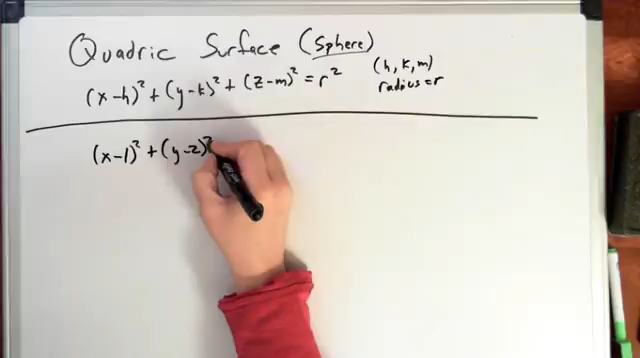 Quadric Surface (Sphere)
(x-h)² + (y-k)² + (z-m)² = r²
(h, k, m)
radius = r
(x-1)² + (y-2)²